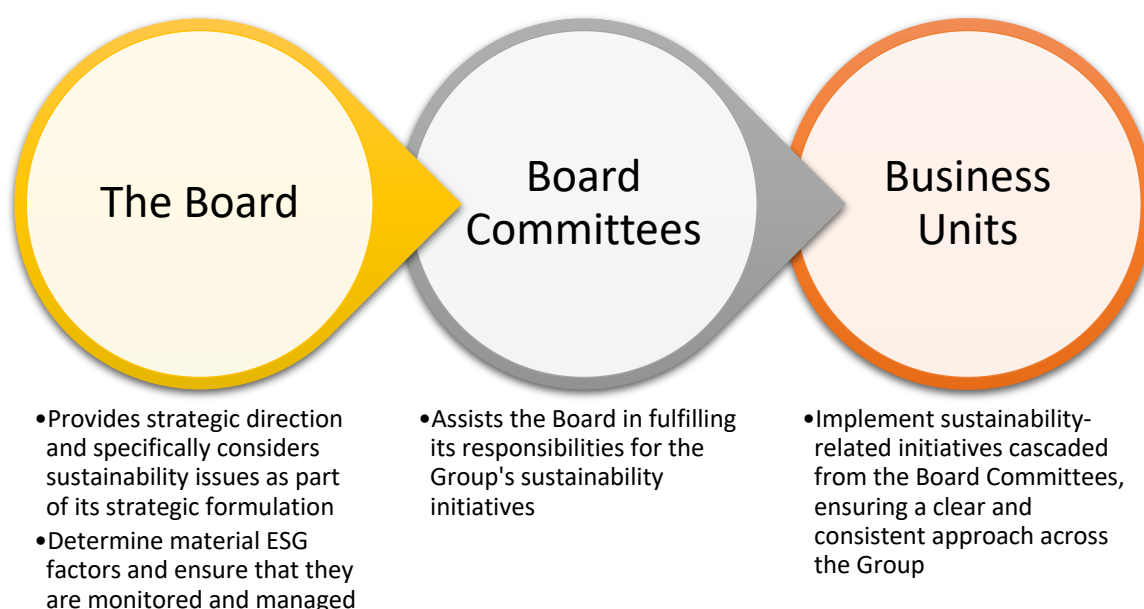 The Board
•Provides strategic direction
and specifically considers
sustainability issues as part
of its strategic formulation
•Determine material ESG
factors and ensure that they
are monitored and managed
Board
Committees
•Assists the Board in fulfilling
its responsibilities for the
Group's sustainability
initiatives
Business
Units
•Implement sustainability-
related initiatives cascaded
from the Board Committees,
ensuring a clear and
consistent approach across
the Group